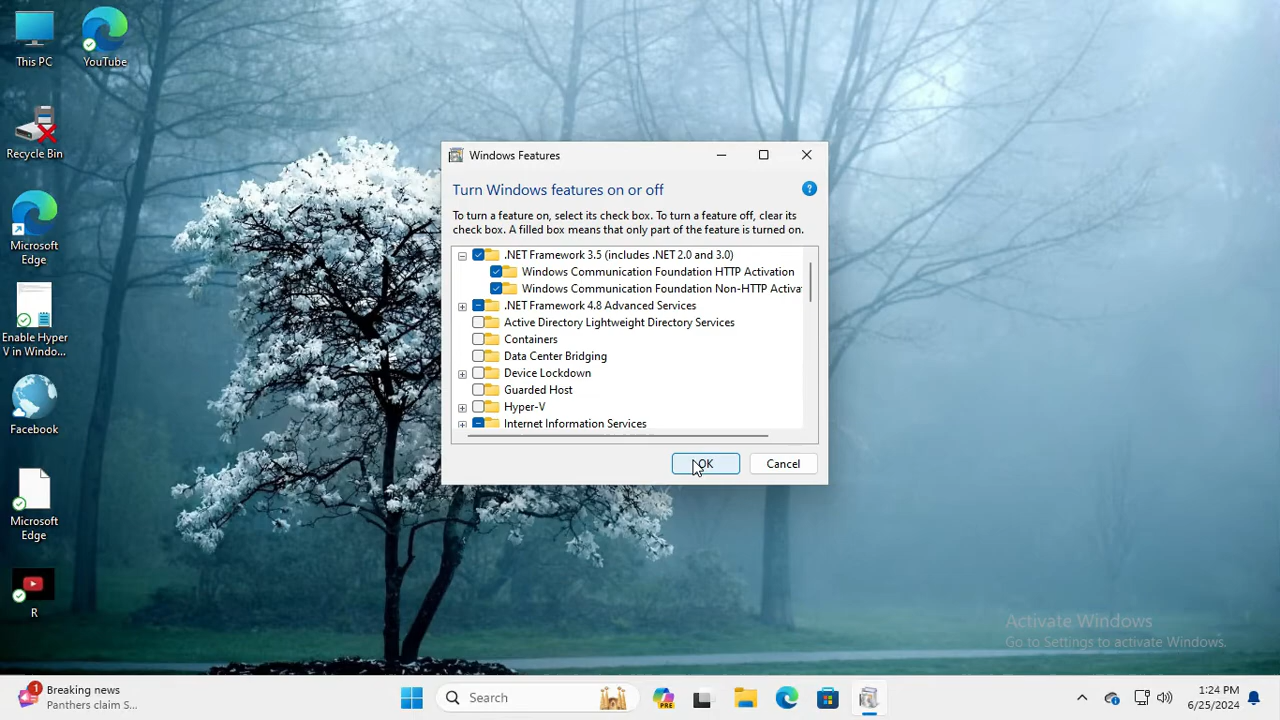 This PC
YouTube
Recycle Bin
Microsoft
Edge
Enable Hyper
V in Windo...
Facebook
Microsoft
Edge
R
Windows Features
Turn Windows features on or off
?
To turn a feature on, select its check box. To turn a feature off, clear its
check box. A filled box means that only part of the feature is turned on.
.NET Framework 3.5 (includes .NET 2.0 and 3.0)
Windows Communication Foundation HTTP Activation
Windows Communication Foundation Non-HTTP Activa
.NET Framework 4.8 Advanced Services
Active Directory Lightweight Directory Services
Containers
Data Center Bridging
Device Lockdown
Guarded Host
Hyper-V
Internet Information Services
OK
Cancel
Activate Windows
Go to Settings to activate Windows.
1
Breaking news
Panthers claim S...
Search
PRE
1:24 PM
6/25/2024